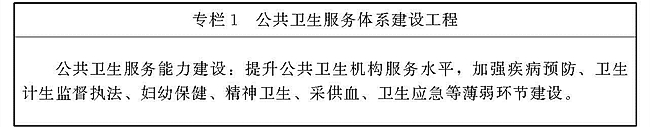 专栏1 公共卫生服务体系建设工程
公共卫生服务能力建设：提升公共卫生机构服务水平，加强疾病预防、卫生
计生监督执法、妇幼保健、精神卫生、采供血、卫生应急等薄弱环节建设。